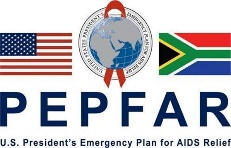 PEPFAR
U.S. President's Emergency Plan for AIDS Relief